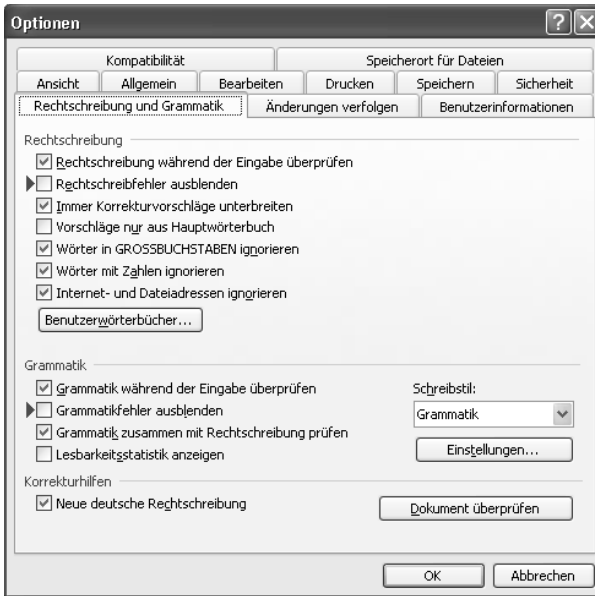 Optionen
Kompatibilität Speicherort für Dateien
Ansicht Allgemein Bearbeiten Drucken Speichern Sicherheit
Rechtschreibung und Grammatik Änderungen verfolgen Benutzerinformationen
Rechtschreibung
Rechtschreibung während der Eingabe überprüfen
Rechtschreibfehler ausblenden
Immer Korrekturvorschläge unterbreiten
Vorschläge nur aus Hauptwörterbuch
Wörter in GROSSBUCHSTABEN ignorieren
Wörter mit Zahlen ignorieren
Internet- und Dateiadressen ignorieren
Benutzerwörterbücher...
Grammatik
Grammatik während der Eingabe überprüfen Schreibstil:
Grammatikfehler ausblenden Grammatik
Grammatik zusammen mit Rechtschreibung prüfen
Lesbarkeitsstatistik anzeigen Einstellungen...
Korrekturhilfen
Neue deutsche Rechtschreibung Dokument überprüfen
OK Abbrechen